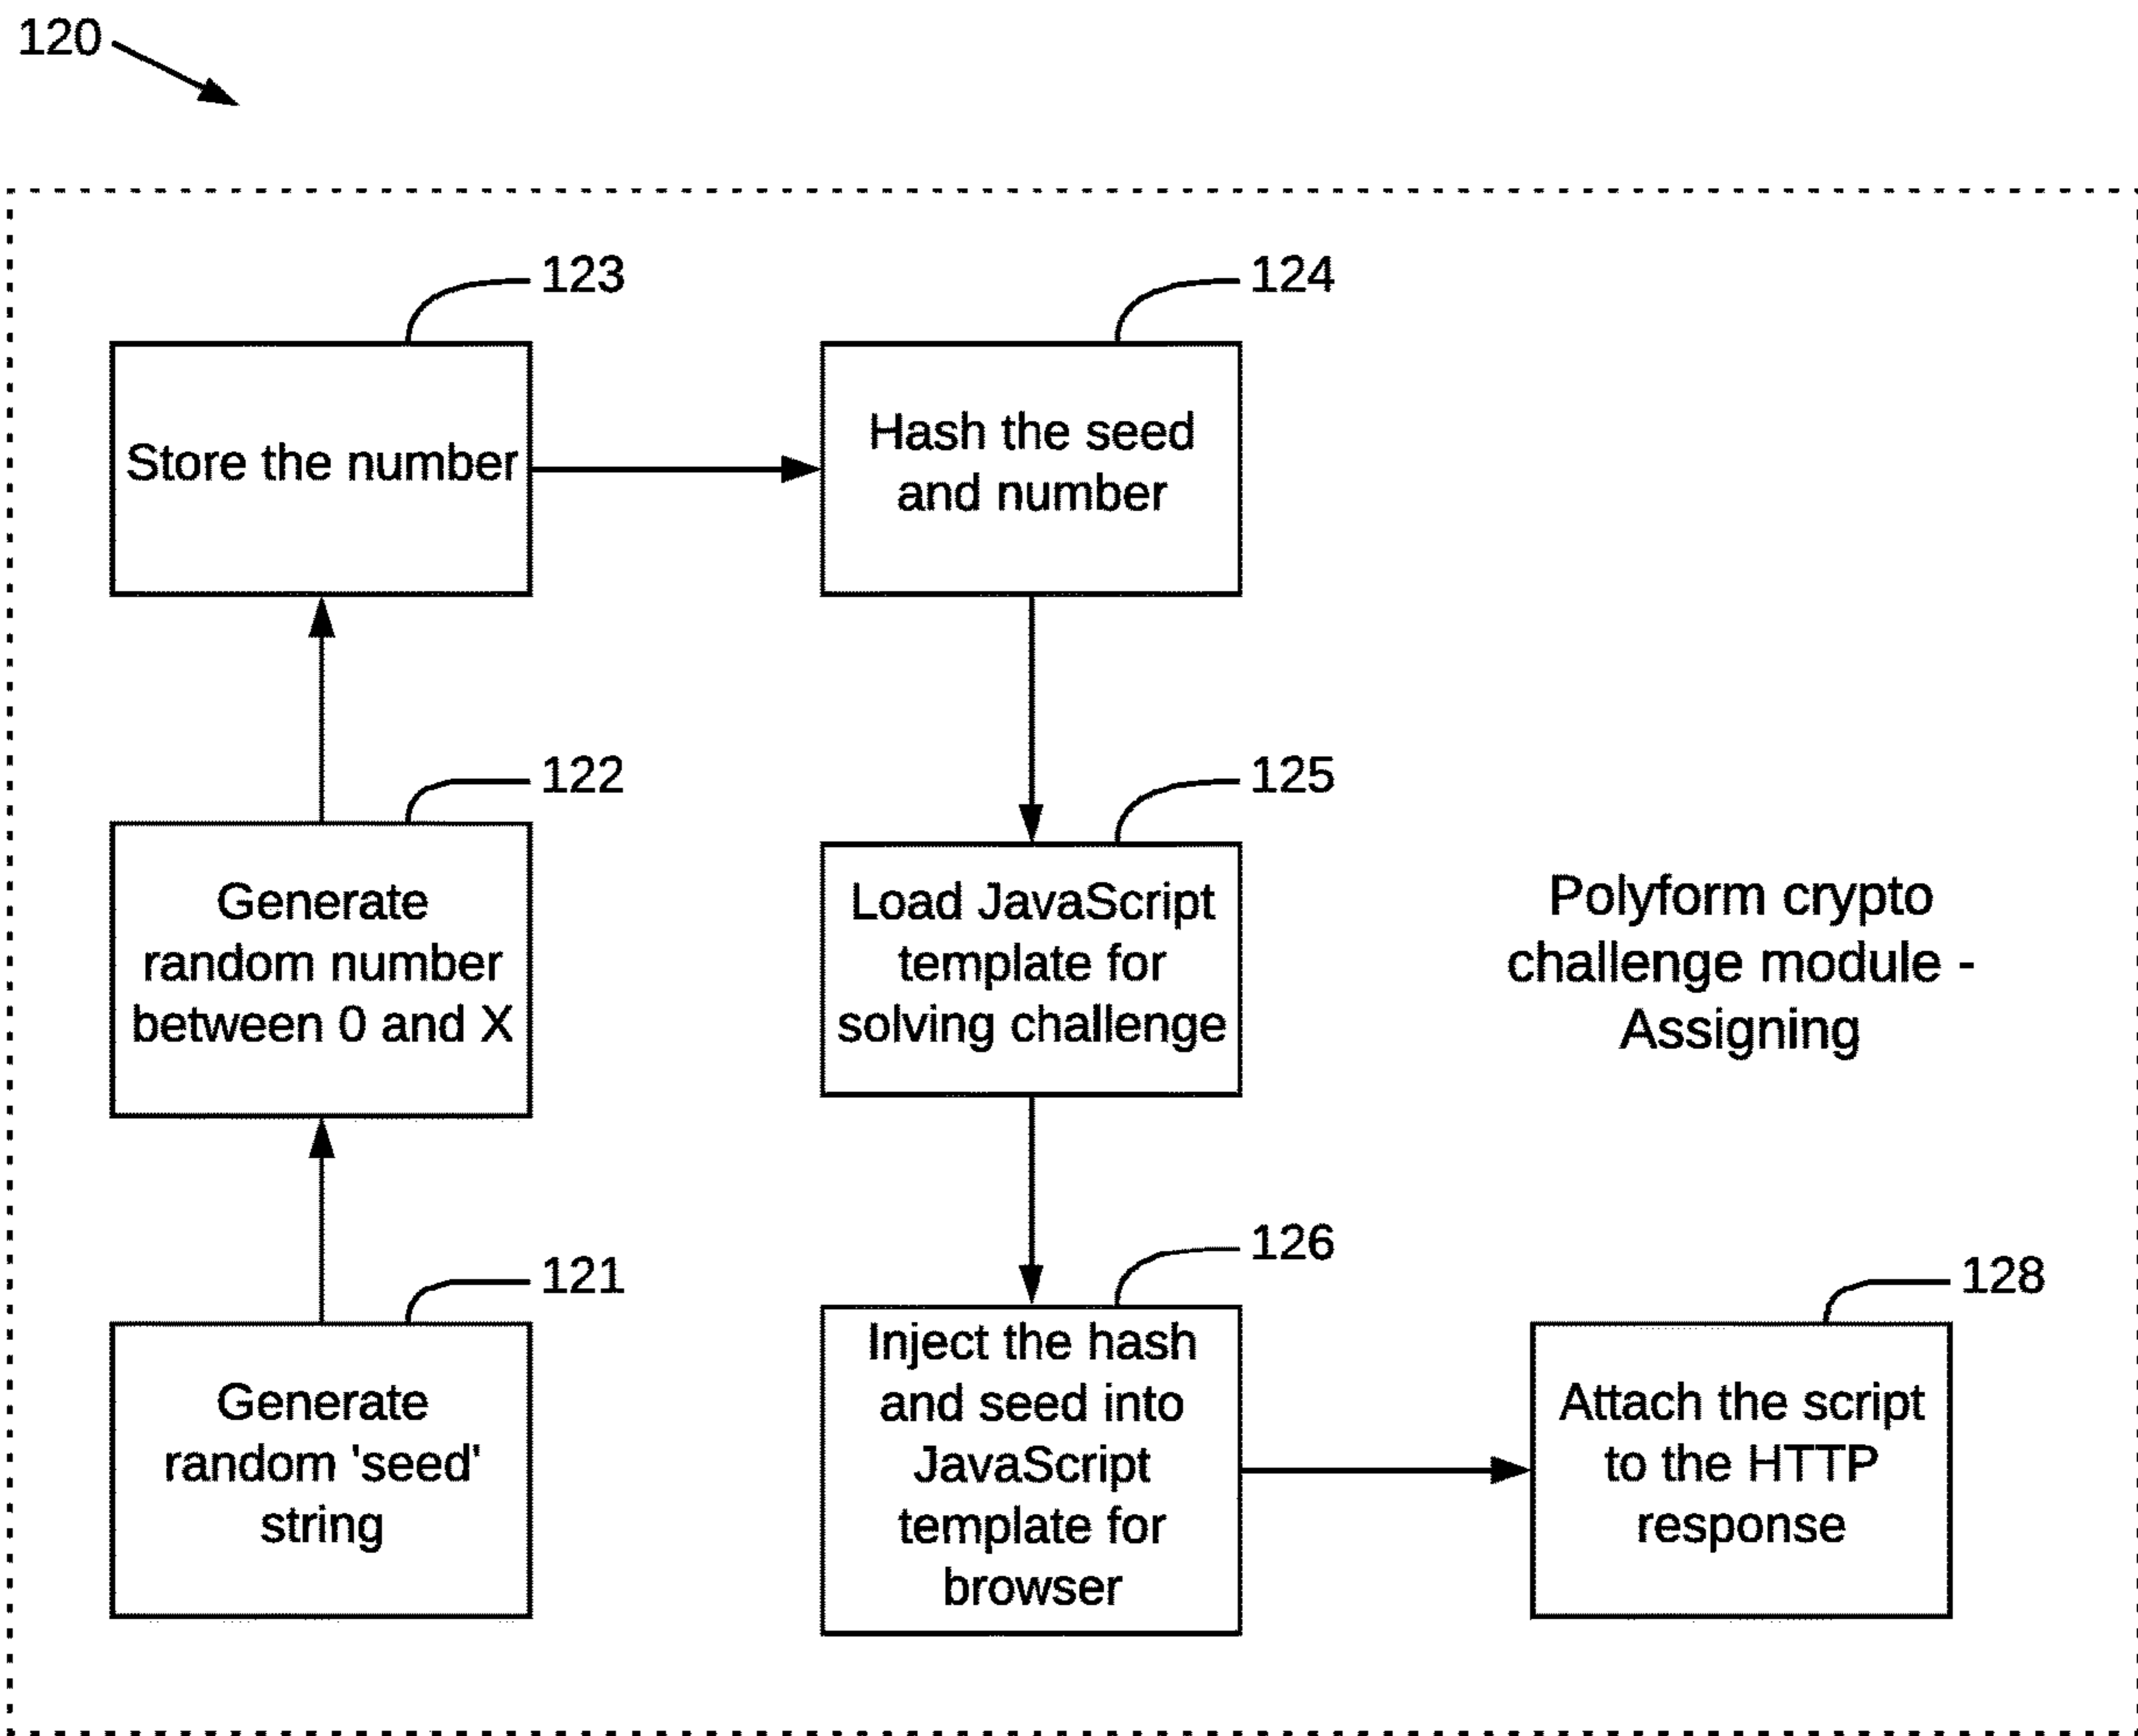 120
123
Store the number
124
Hash the seed
and number
122
Generate
random number
between 0 and X
125
Load JavaScript
template for
solving challenge
Polyform crypto
challenge module -
Assigning
121
Generate
random 'seed'
string
126
Inject the hash
and seed into
JavaScript
template for
browser
128
Attach the script
to the HTTP
response